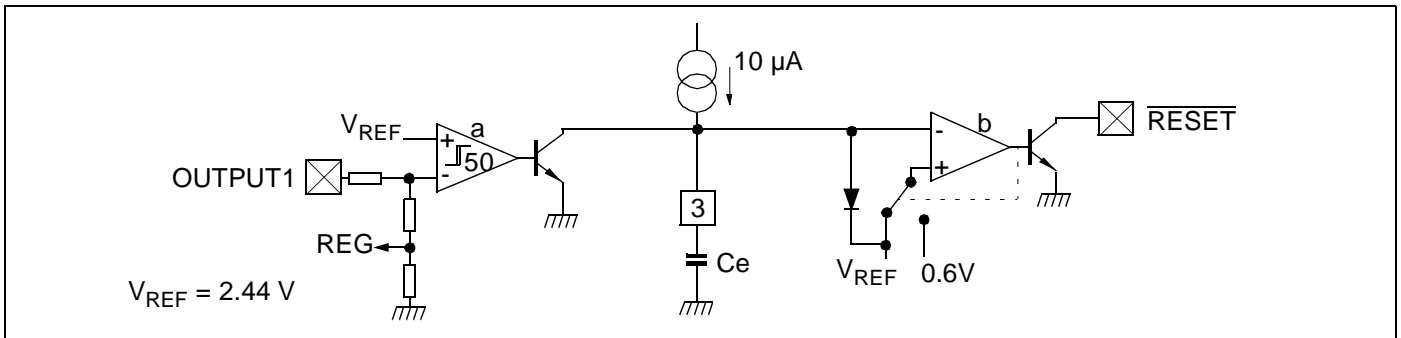 10 µA
V_REF
+
a
50
-
OUTPUT1
REG
V_REF = 2.44 V
3
Ce
-
b
+
V_REF
0.6V
RESET